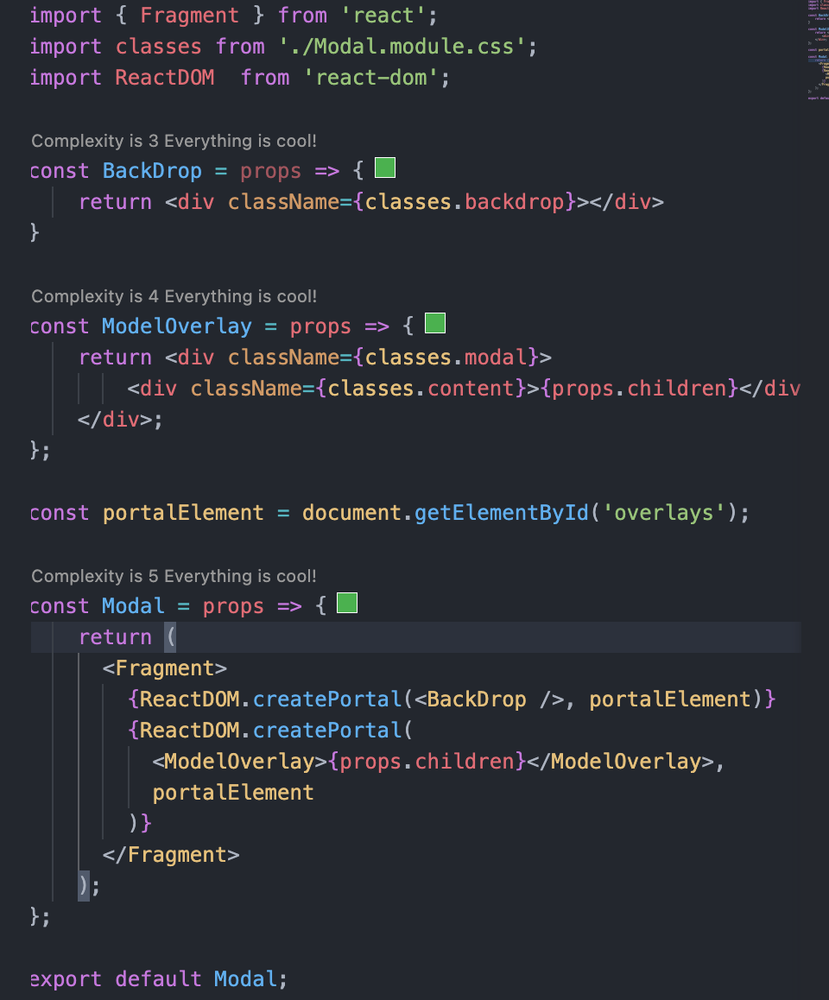 import { Fragment } from 'react';
import classes from './Modal.module.css';
import ReactDOM  from 'react-dom';
Complexity is 3 Everything is cool!
const BackDrop = props => {
return <div className={classes.backdrop}></div>
}
Complexity is 4 Everything is cool!
const ModelOverlay = props => {
return <div className={classes.modal}>
<div className={classes.content}>{props.children}</div
</div>;
};
const portalElement = document.getElementById('overlays');
Complexity is 5 Everything is cool!
const Modal = props => {
return (
<Fragment>
{ReactDOM.createPortal(<BackDrop />, portalElement)}
{ReactDOM.createPortal(
<ModelOverlay>{props.children}</ModelOverlay>,
portalElement
)}
</Fragment>
);
};
export default Modal;